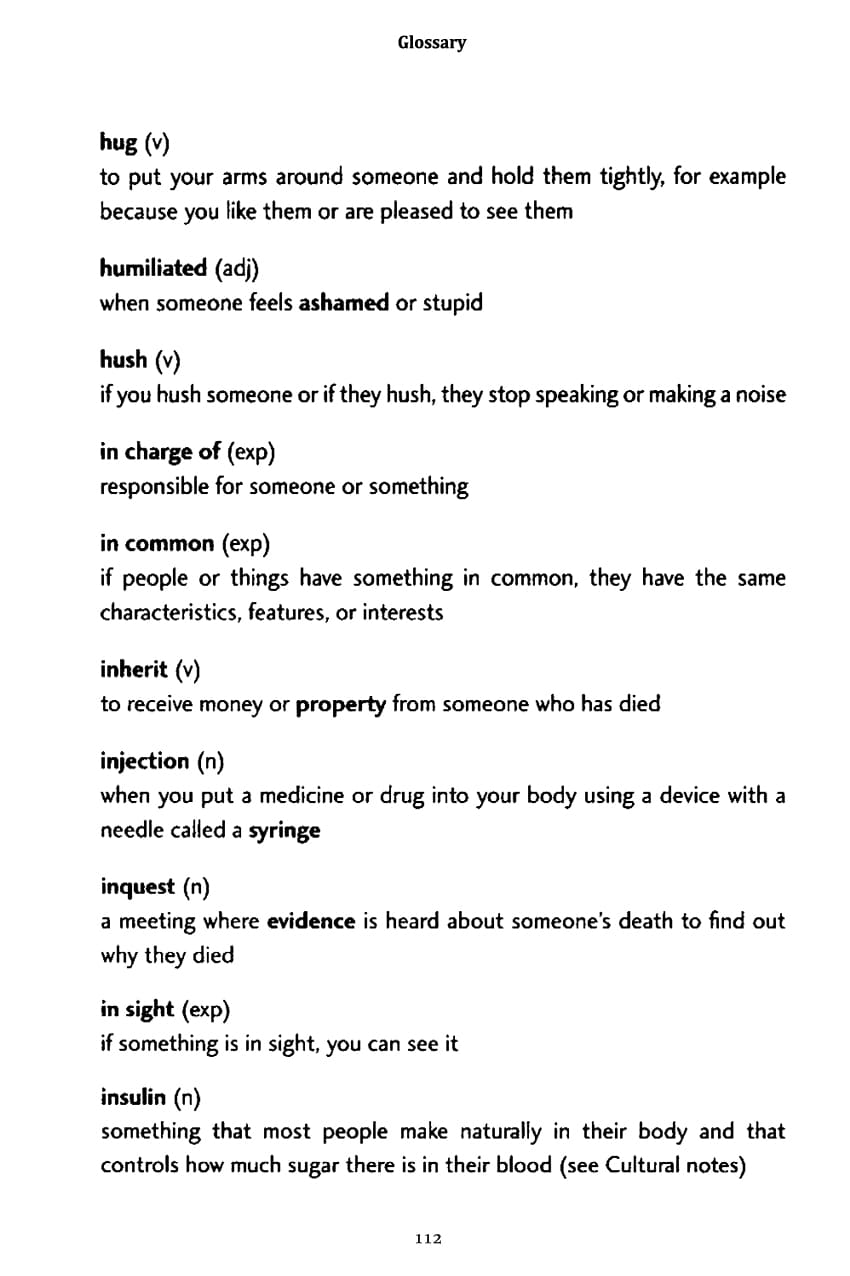 Glossary
hug (v)
to put your arms around someone and hold them tightly, for example
because you like them or are pleased to see them
humiliated (adj)
when someone feels ashamed or stupid
hush (v)
if you hush someone or if they hush, they stop speaking or making a noise
in charge of (exp)
responsible for someone or something
in common (exp)
if people or things have something in common, they have the same
characteristics, features, or interests
inherit (v)
to receive money or property from someone who has died
injection (n)
when you put a medicine or drug into your body using a device with a
needle called a syringe
inquest (n)
a meeting where evidence is heard about someone's death to find out
why they died
in sight (exp)
if something is in sight, you can see it
insulin (n)
something that most people make naturally in their body and that
controls how much sugar there is in their blood (see Cultural notes)
112